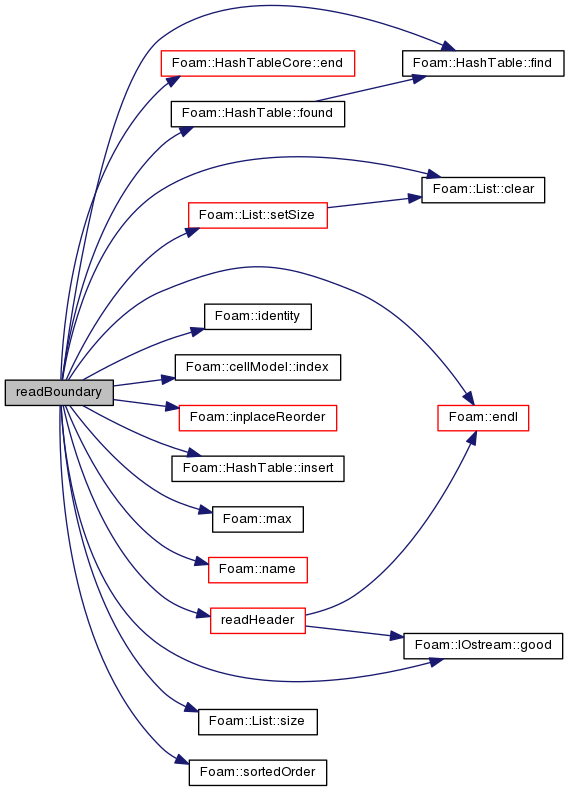 Foam::HashTableCore::end
Foam::HashTable::find
Foam::HashTable::found
Foam::List::clear
Foam::List::setSize
Foam::identity
Foam::cellModel::index
readBoundary
Foam::inplaceReorder
Foam::endl
Foam::HashTable::insert
Foam::max
Foam::name
readHeader
Foam::IOstream::good
Foam::List::size
Foam::sortedOrder